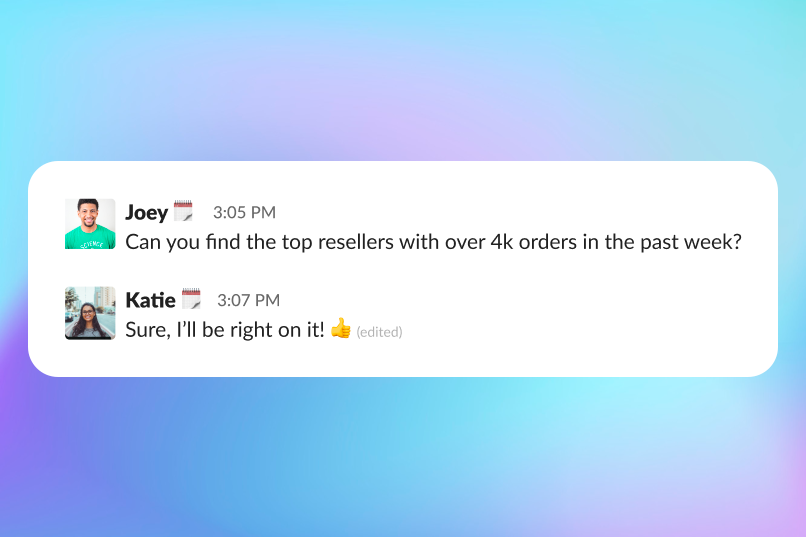 Joey 3:05 PM
SCIENCE
Can you find the top resellers with over 4k orders in the past week?
Katie 3:07 PM
Sure, I’ll be right on it! 👍 (edited)